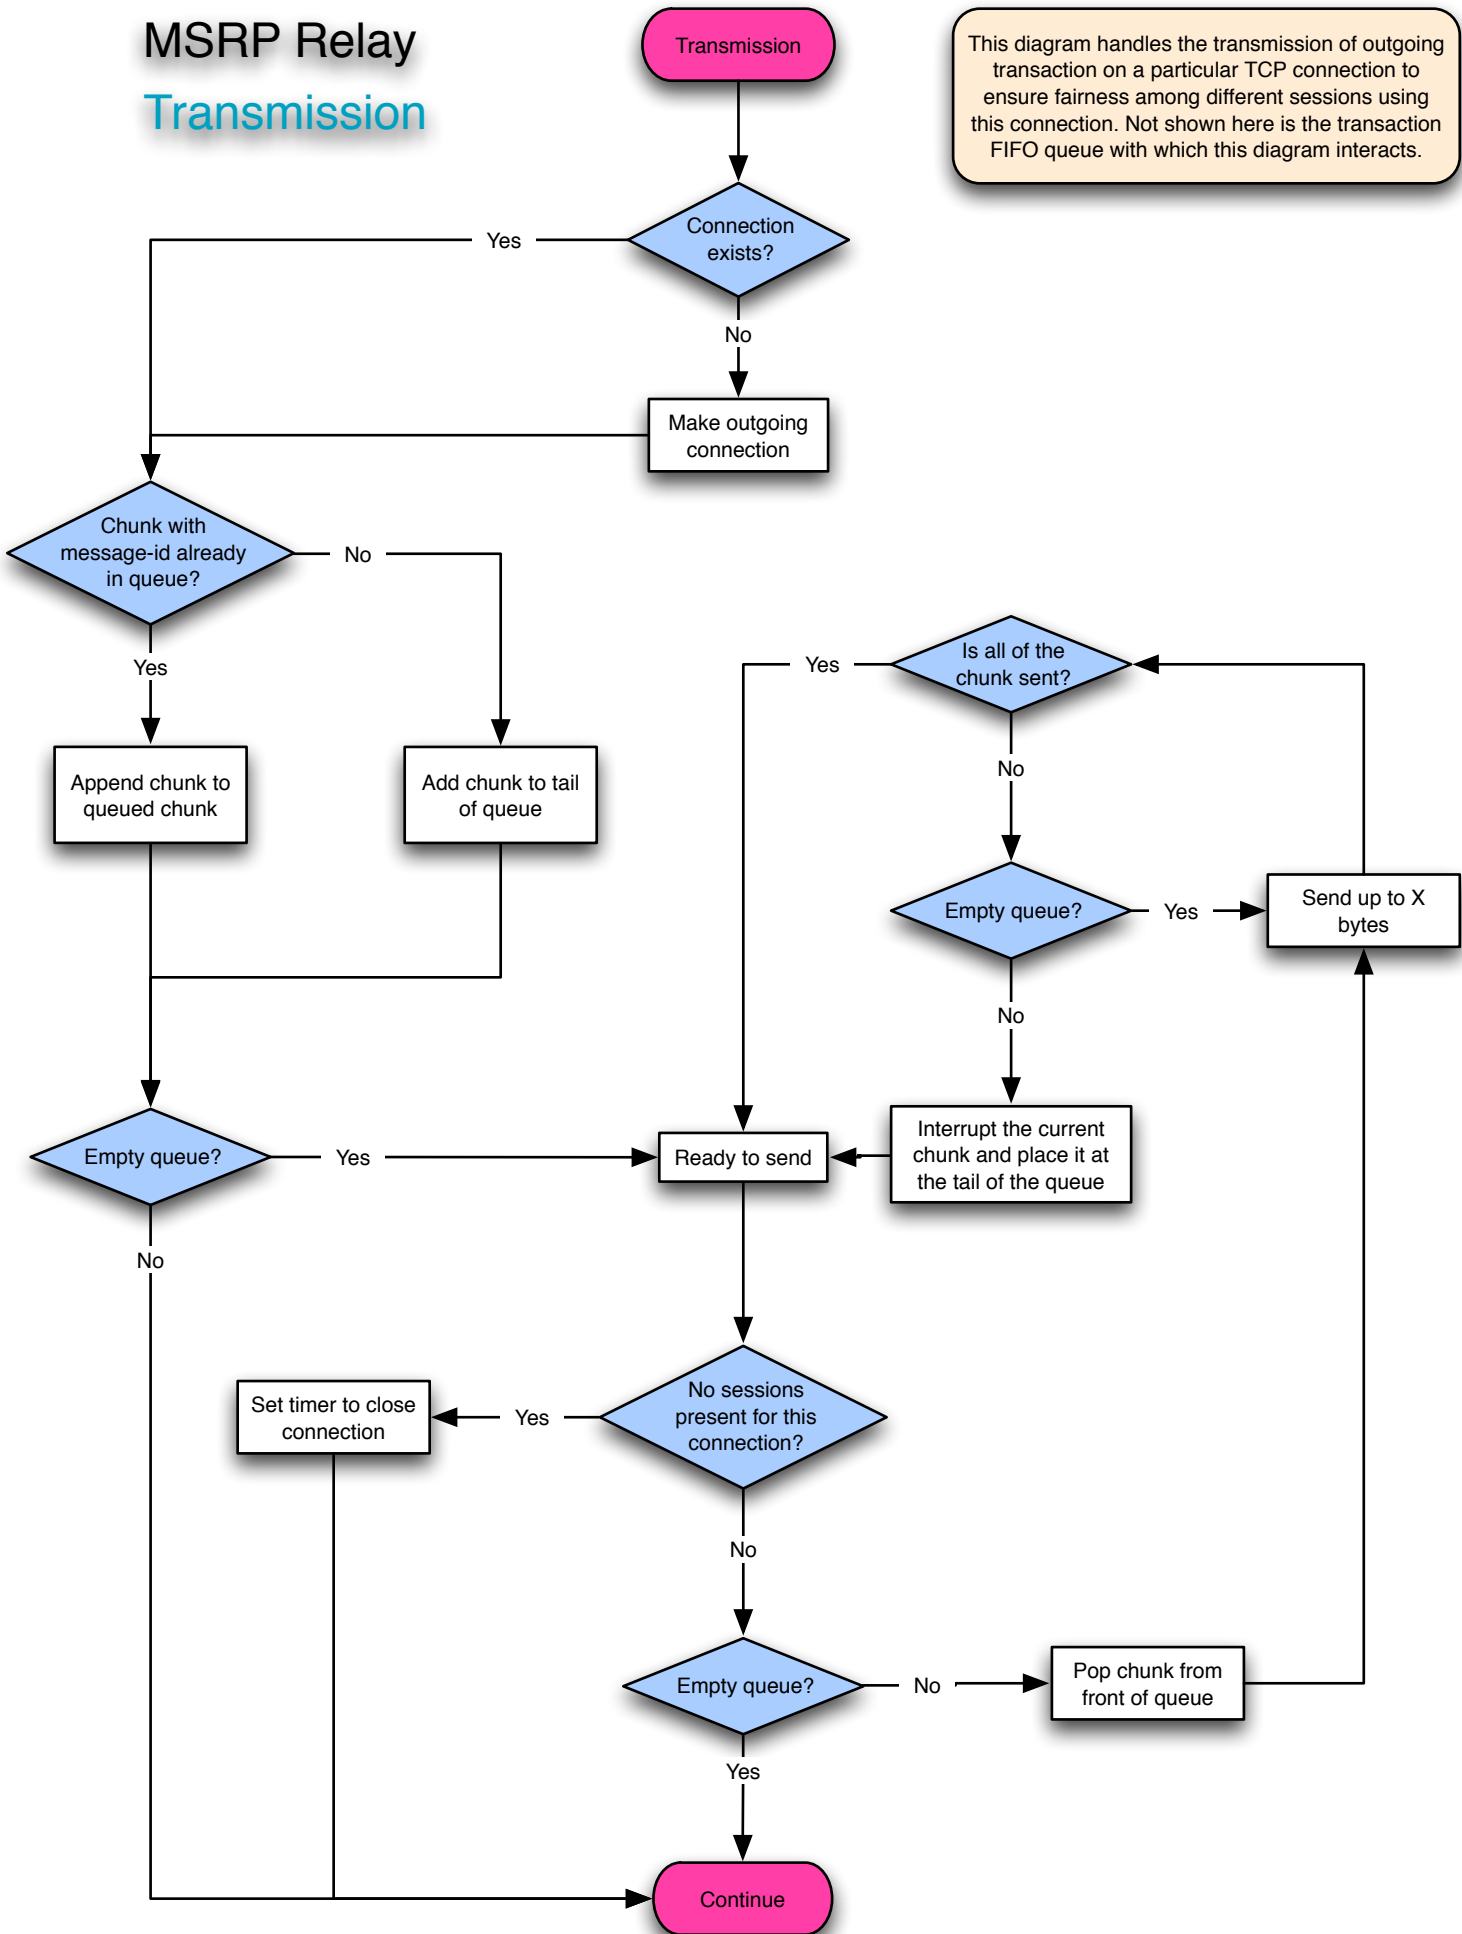 MSRP Relay
Transmission
Transmission
This diagram handles the transmission of outgoing
transaction on a particular TCP connection to
ensure fairness among different sessions using
this connection. Not shown here is the transaction
FIFO queue with which this diagram interacts.
Connection
exists?
Yes
No
Make outgoing
connection
Chunk with
message-id already
in queue?
No
Yes
Append chunk to
queued chunk
Add chunk to tail
of queue
Is all of the
chunk sent?
Yes
No
Empty queue?
Yes
Send up to X
bytes
No
Interrupt the current
chunk and place it at
the tail of the queue
Empty queue?
Yes
Ready to send
No
No sessions
present for this
connection?
Yes
Set timer to close
connection
No
Empty queue?
No
Pop chunk from
front of queue
Yes
Continue